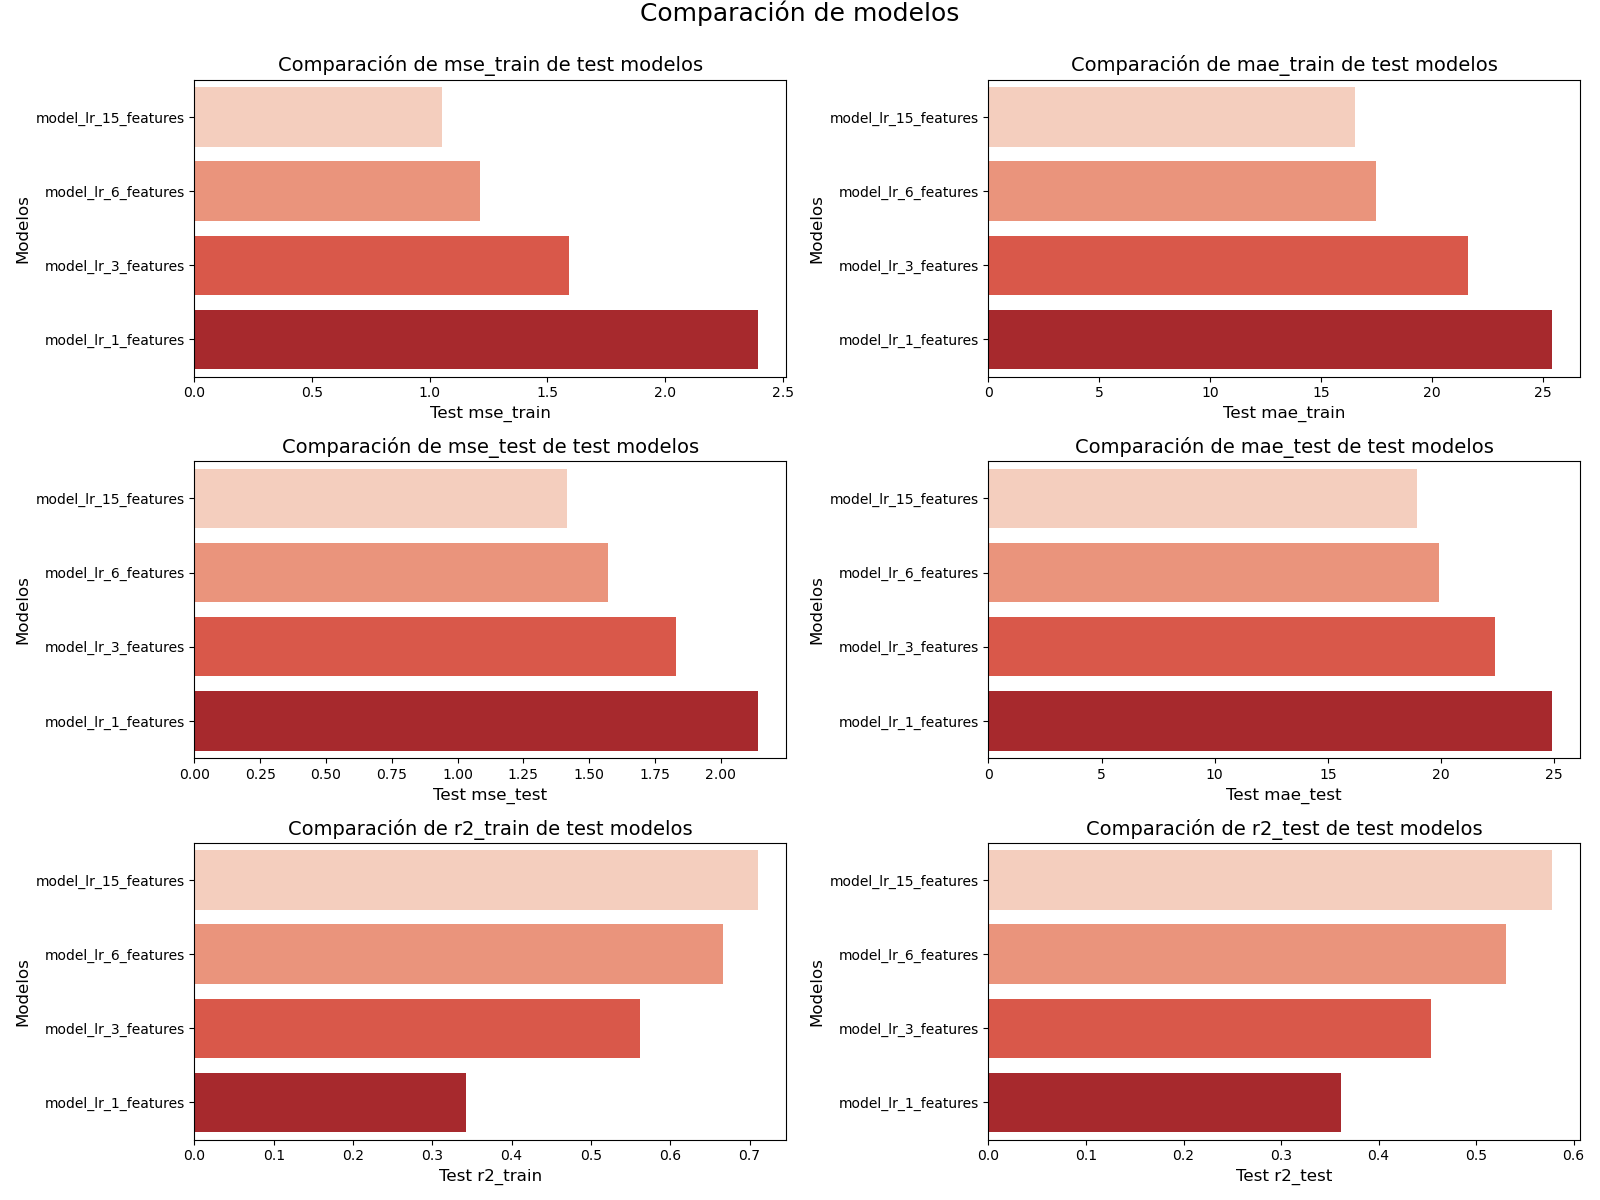 Comparación de modelos
Comparación de mse_train de test modelos
Modelos
model_lr_15_features
model_lr_6_features
model_lr_3_features
model_lr_1_features
0.0 0.5 1.0 1.5 2.0 2.5
Test mse_train
Comparación de mae_train de test modelos
Modelos
model_lr_15_features
model_lr_6_features
model_lr_3_features
model_lr_1_features
0 5 10 15 20 25
Test mae_train
Comparación de mse_test de test modelos
Modelos
model_lr_15_features
model_lr_6_features
model_lr_3_features
model_lr_1_features
0.00 0.25 0.50 0.75 1.00 1.25 1.50 1.75 2.00
Test mse_test
Comparación de mae_test de test modelos
Modelos
model_lr_15_features
model_lr_6_features
model_lr_3_features
model_lr_1_features
0 5 10 15 20 25
Test mae_test
Comparación de r2_train de test modelos
Modelos
model_lr_15_features
model_lr_6_features
model_lr_3_features
model_lr_1_features
0.0 0.1 0.2 0.3 0.4 0.5 0.6 0.7
Test r2_train
Comparación de r2_test de test modelos
Modelos
model_lr_15_features
model_lr_6_features
model_lr_3_features
model_lr_1_features
0.0 0.1 0.2 0.3 0.4 0.5 0.6
Test r2_test